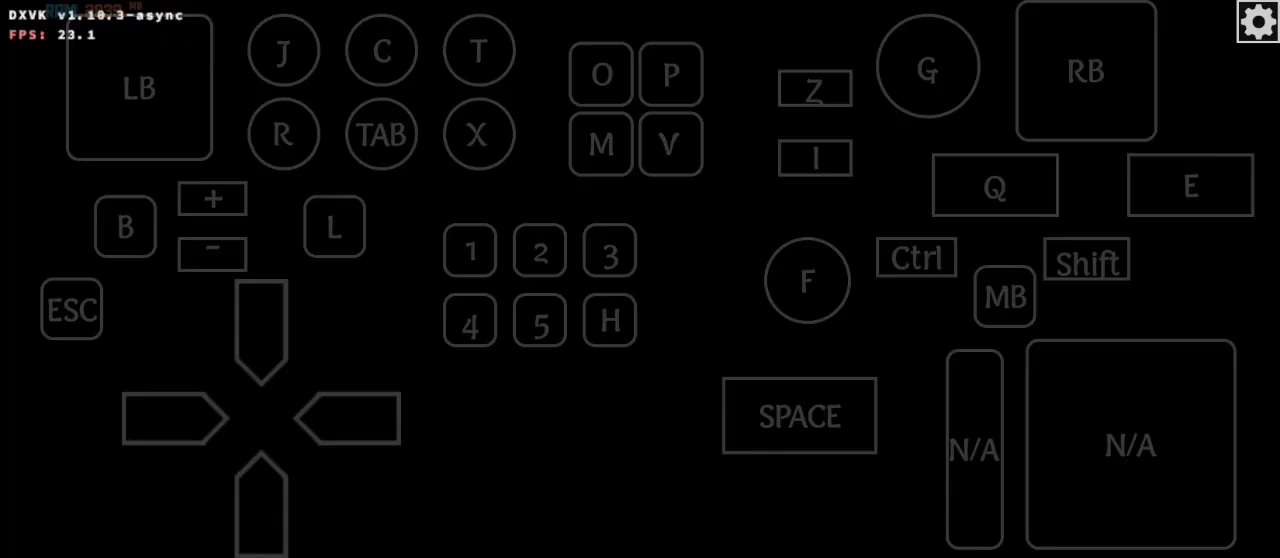 DXVK v1.10.3-async
FPS: 23.1
LB
J
C
T
R
TAB
X
O
P
M
V
Z
I
G
RB
Q
E
B
+
-
L
1
2
3
F
Ctrl
Shift
ESC
4
5
H
MB
SPACE
N/A
N/A